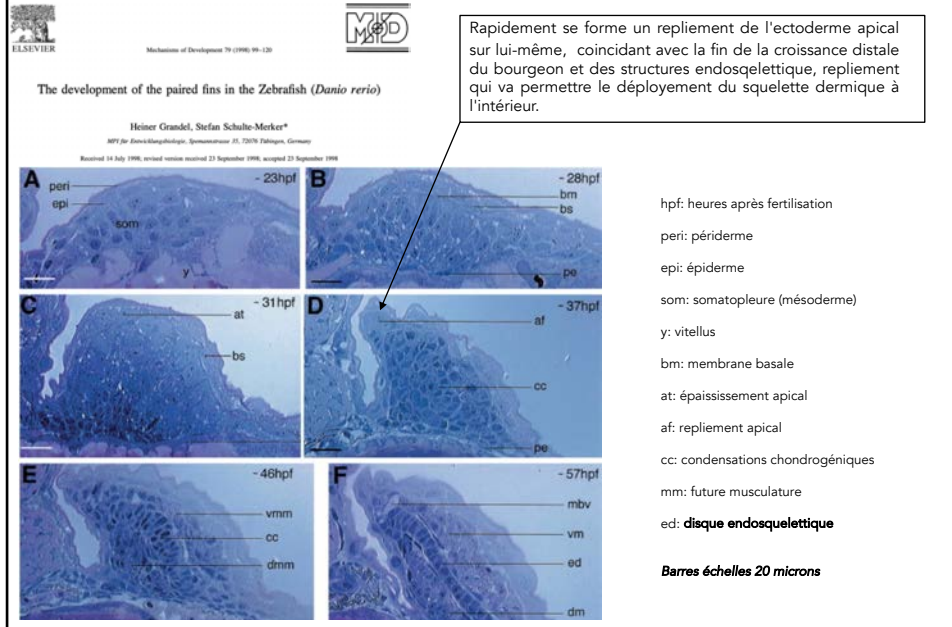 ELSEVIER
Mechanisms of Development 79 (1998) 99–120
MD
Rapidement se forme un repliement de l'ectoderme apical
sur lui-même, coincidant avec la fin de la croissance distale
du bourgeon et des structures endosqelettique, repliement
qui va permettre le déployement du squelette dermique à
l'intérieur.
The development of the paired fins in the Zebrafish (Danio rerio)
Heiner Grandel, Stefan Schulte-Merker*
MPI für Entwicklungsbiologie, Spemannstrasse 35, 72076 Tübingen, Germany
Received 14 July 1998; revised version received 23 September 1998; accepted 23 September 1998
A
~23hpf
peri
epi
som
y
B
~28hpf
bm
bs
pe
C
~31hpf
at
bs
D
~37hpf
af
cc
pe
E
~46hpf
vmm
cc
dmm
F
~57hpf
mbv
vm
ed
dm
hpf: heures après fertilisation
peri: périderme
epi: épiderme
som: somatopleure (mésoderme)
y: vitellus
bm: membrane basale
at: épaississement apical
af: repliement apical
cc: condensations chondrogéniques
mm: future musculature
ed: disque endosquelettique
Barres échelles 20 microns